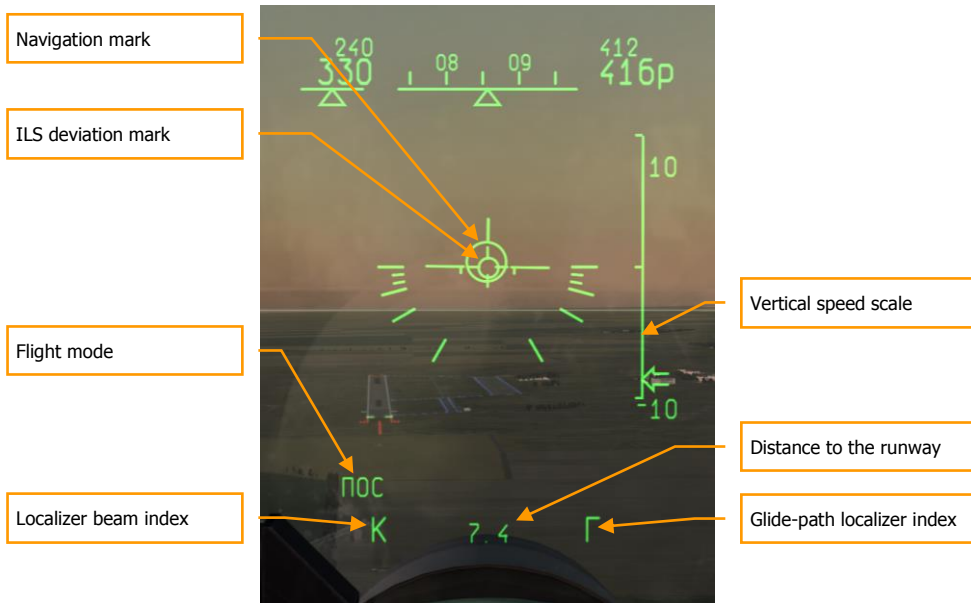 Navigation mark
240
412
330
08
09
416р
ILS deviation mark
10
Vertical speed scale
Flight mode
-10
Distance to the runway
ПОС
Localizer beam index
К
7.4
Г
Glide-path localizer index